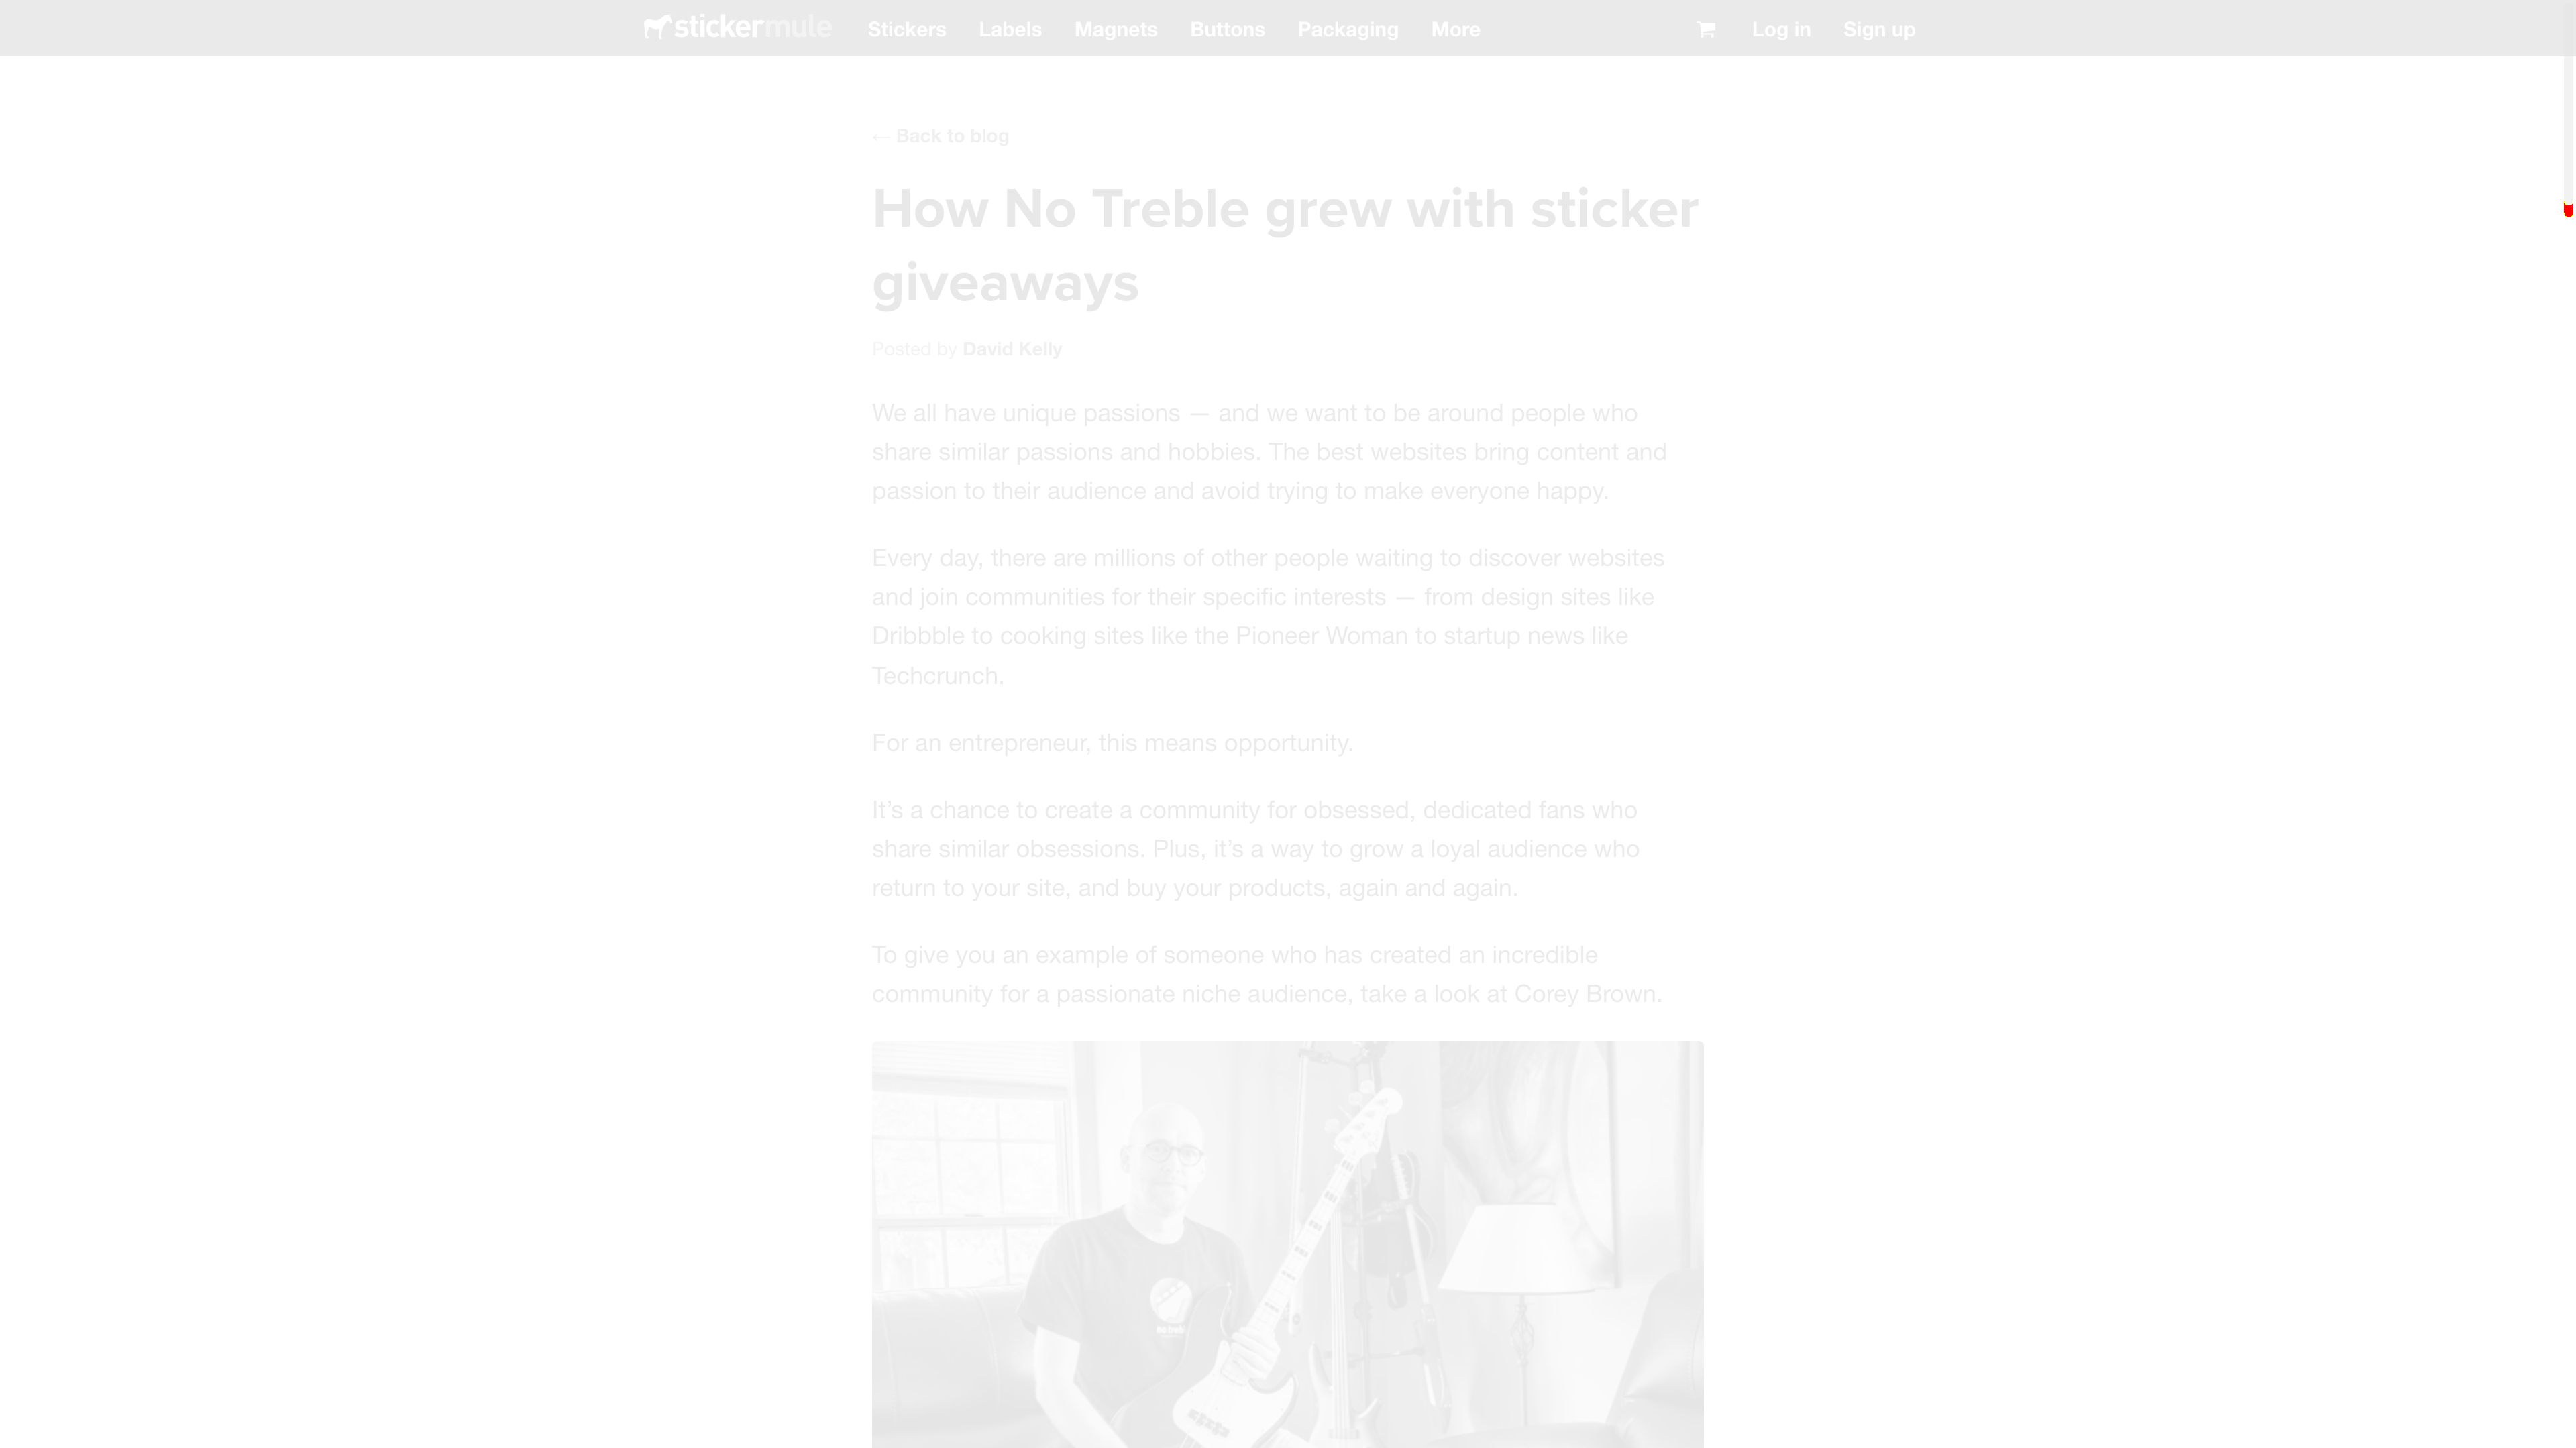 stickermule
Stickers Labels Magnets Buttons Packaging More
Log in Sign up
← Back to blog
How No Treble grew with sticker
giveaways
Posted by David Kelly
We all have unique passions — and we want to be around people who
share similar passions and hobbies. The best websites bring content and
passion to their audience and avoid trying to make everyone happy.
Every day, there are millions of other people waiting to discover websites
and join communities for their specific interests — from design sites like
Dribbble to cooking sites like the Pioneer Woman to startup news like
Techcrunch.
For an entrepreneur, this means opportunity.
It’s a chance to create a community for obsessed, dedicated fans who
share similar obsessions. Plus, it’s a way to grow a loyal audience who
return to your site, and buy your products, again and again.
To give you an example of someone who has created an incredible
community for a passionate niche audience, take a look at Corey Brown.
no treble